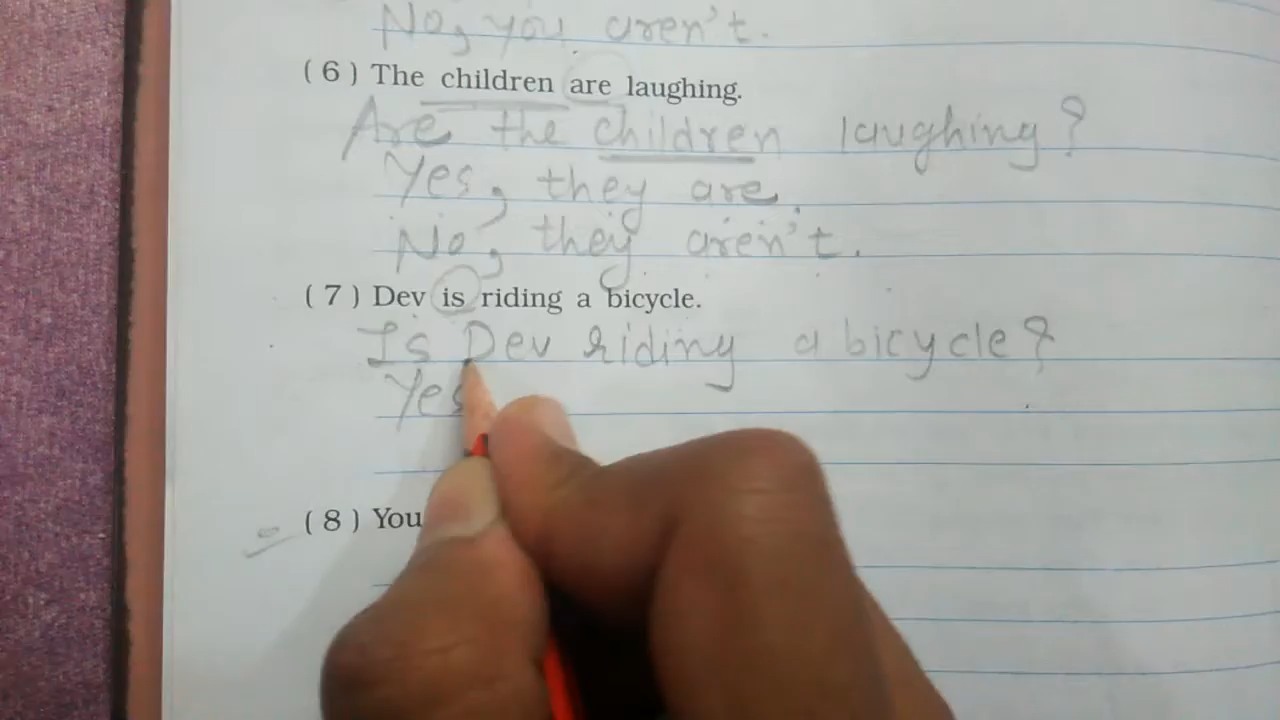 No, you aren't.
( 6 ) The children are laughing.
Are the children laughing?
Yes, they are.
No, they aren't.
( 7 ) Dev is riding a bicycle.
Is Dev riding a bicycle?
Yes
( 8 ) You